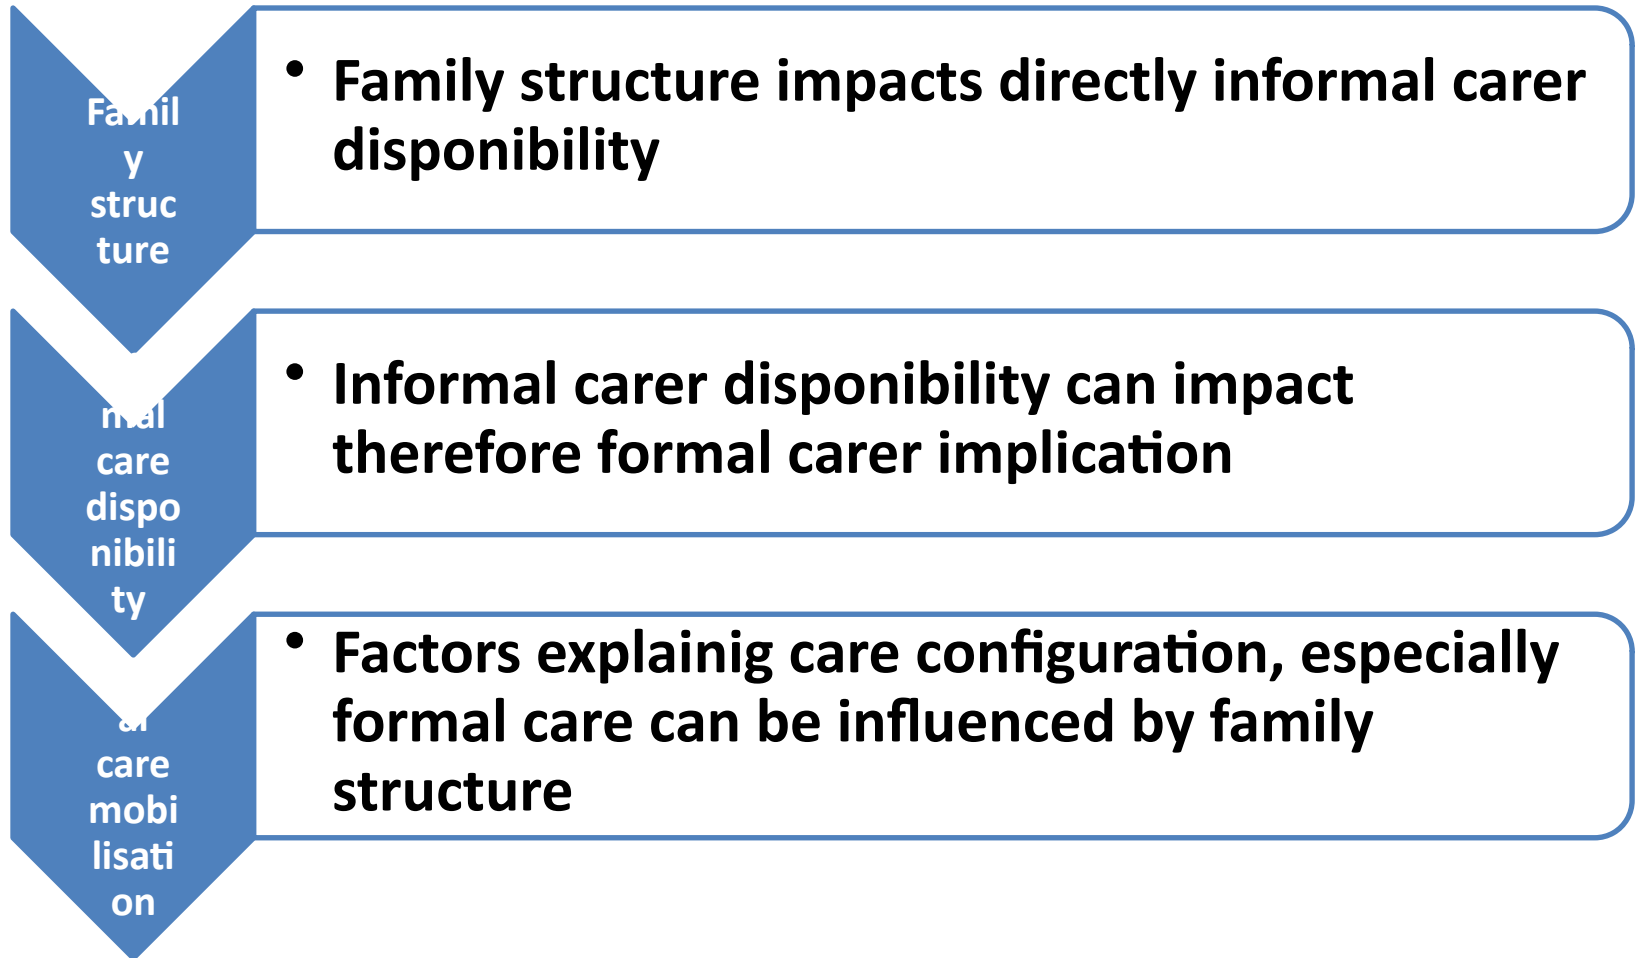 Famil
y
struc
ture
• Family structure impacts directly informal carer
disponibility
mal
care
dispo
nibili
ty
• Informal carer disponibility can impact
therefore formal carer implication
al
care
mobi
lisati
on
• Factors explainig care configuration, especially
formal care can be influenced by family
structure